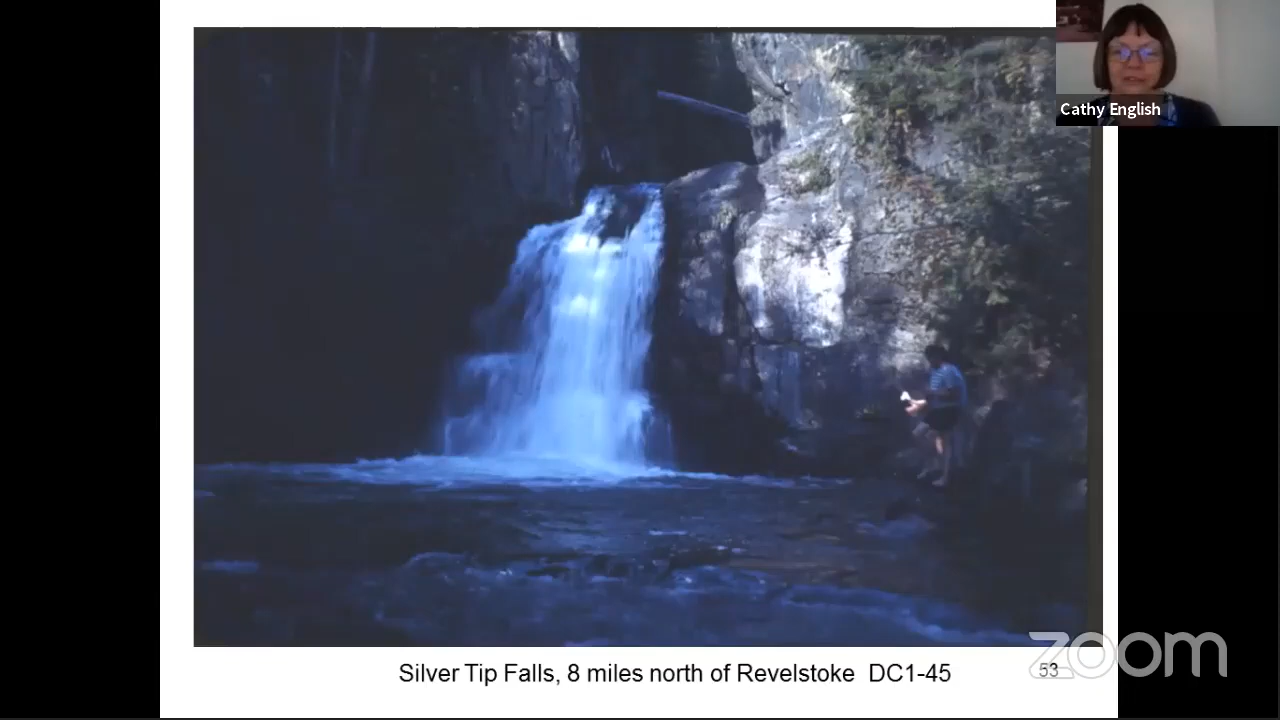 Cathy English
Silver Tip Falls, 8 miles north of Revelstoke DC1-45
53
zoom